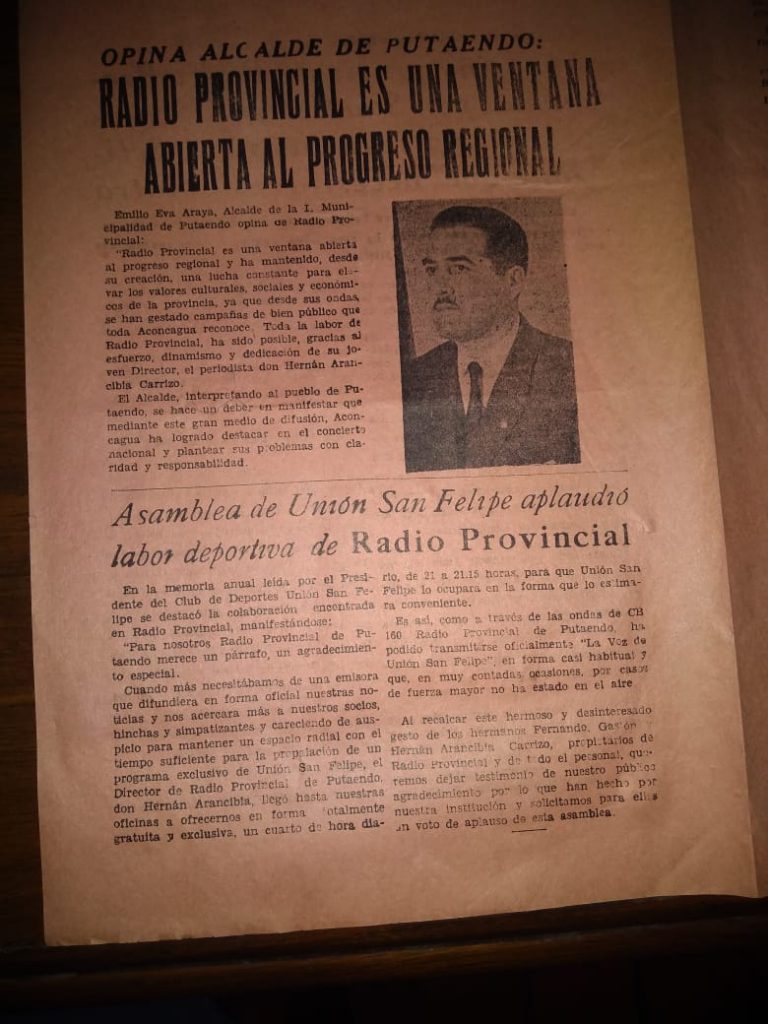 OPINA ALCALDE DE PUTAENDO:
RADIO PROVINCIAL ES UNA VENTANA
ABIERTA AL PROGRESO REGIONAL
Emilio Eva Araya, Alcalde de la I. Muni-
cipalidad de Putaendo opina de Radio Pro-
vincial:
"Radio Provincial es una ventana abierta
al progreso regional y ha mantenido, desde
su creación, una lucha constante para ele-
var los valores culturales, sociales y económi-
cos de la provincia, ya que desde sus ondas
se han gestado campañas de bien público que
toda Aconcagua reconoce. Toda la labor de
Radio Provincial, ha sido posible, gracias al
esfuerzo, dinamismo y dedicación de su jo-
ven Director, el periodista don Hernán Aran-
cibia Carrizo.
El Alcalde, interpretando al pueblo de Pu-
taendo, se hace un deber en manifestar que
mediante este gran medio de difusión, Acon-
cagua ha logrado destacar en el concierto
nacional y plantear sus problemas con cla-
ridad y responsabilidad.
Asamblea de Unión San Felipe aplaudió
labor deportiva de Radio Provincial
En la memoria anual leída por el Presi-
dente del Club de Deportes Unión San Fe-
lipe se destacó la colaboración encontrada
en Radio Provincial, manifestándose:
"Para nosotros Radio Provincial de Pu-
taendo merece un párrafo, un agradecimien-
to especial.
Cuando más necesitábamos de una emisora
que difundiera en forma oficial nuestras no-
ticias y nos acercara más a nuestros socios,
hinchas y simpatizantes y careciendo de aus-
picio para mantener un espacio radial con el
tiempo suficiente para la propalación de un
programa exclusivo de Unión San Felipe, el
Director de Radio Provincial de Putaendo,
don Hernán Arancibia, llegó hasta nuestras
oficinas a ofrecernos en forma totalmente
gratuita y exclusiva, un cuarto de hora dia-
rio, de 21 a 21.15 horas, para que Unión San
Felipe lo ocupara en la forma que lo estima-
ra conveniente.
Es así, como a través de las ondas de CB
160 Radio Provincial de Putaendo, ha
podido transmitirse oficialmente "La Voz de
Unión San Felipe", en forma casi habitual y
que, en muy contadas ocasiones, por casos
de fuerza mayor no ha estado en el aire
Al recalcar este hermoso y desinteresado
gesto de los hermanos Fernando, Gastón y
Hernán Arancibia Carrizo, propietarios de
Radio Provincial y de todo el personal, que-
remos dejar testimonio de nuestro público
agradecimiento por lo que han hecho por
nuestra institución y solicitamos para ellos
un voto de aplauso de esta asamblea.